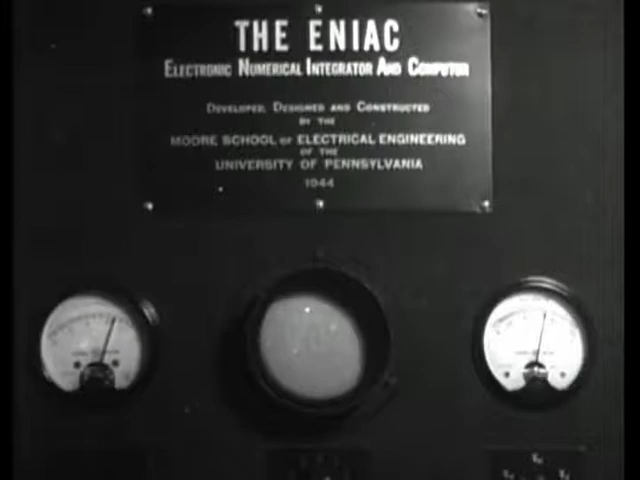 THE ENIAC
ELECTRONIC NUMERICAL INTEGRATOR AND COMPUTER
DEVELOPED, DESIGNED AND CONSTRUCTED
BY THE
MOORE SCHOOL OF ELECTRICAL ENGINEERING
OF THE
UNIVERSITY OF PENNSYLVANIA
1944